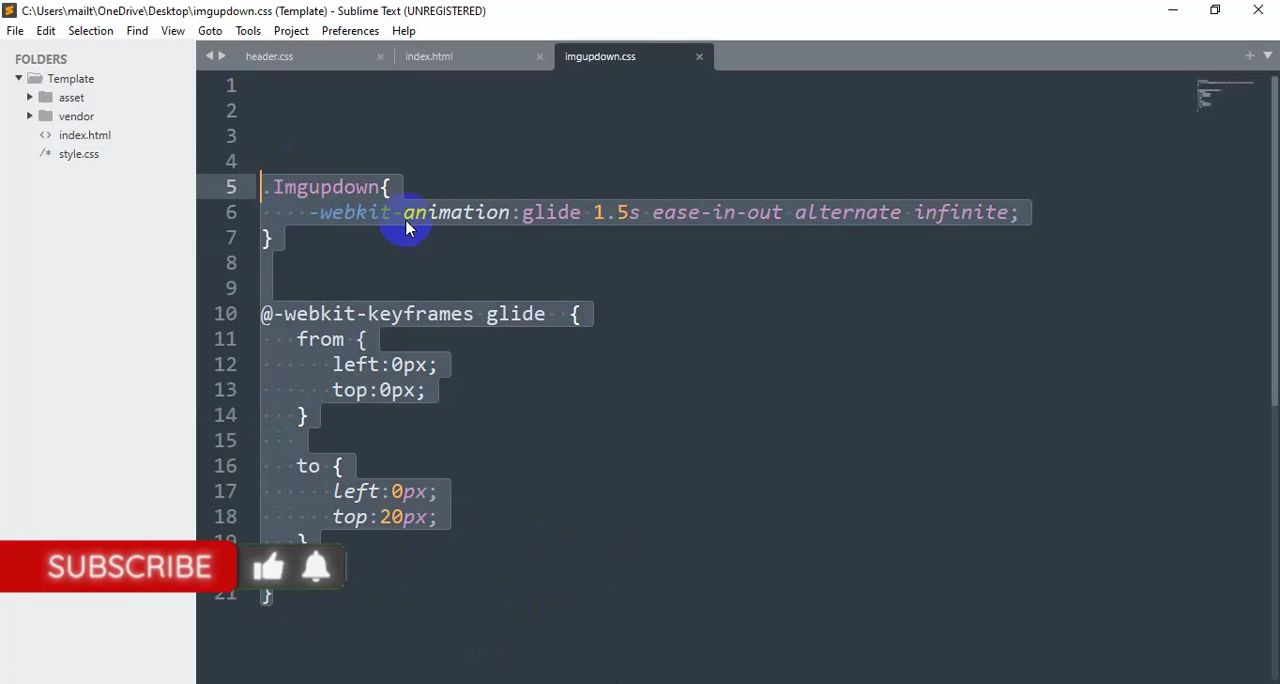 C:\Users\mailt\OneDrive\Desktop\imgupdown.css (Template) - Sublime Text (UNREGISTERED)
File Edit Selection Find View Goto Tools Project Preferences Help
FOLDERS
Template
asset
vendor
<> index.html
/* style.css
header.css × index.html × imgupdown.css ×
1
2
3
4
5 .Imgupdown{
6 -webkit-animation:glide 1.5s ease-in-out alternate infinite;
7 }
8
9
10 @-webkit-keyframes glide {
11 from {
12 left:0px;
13 top:0px;
14 }
15
16 to {
17 left:0px;
18 top:20px;
19 }
SUBSCRIBE
21 }